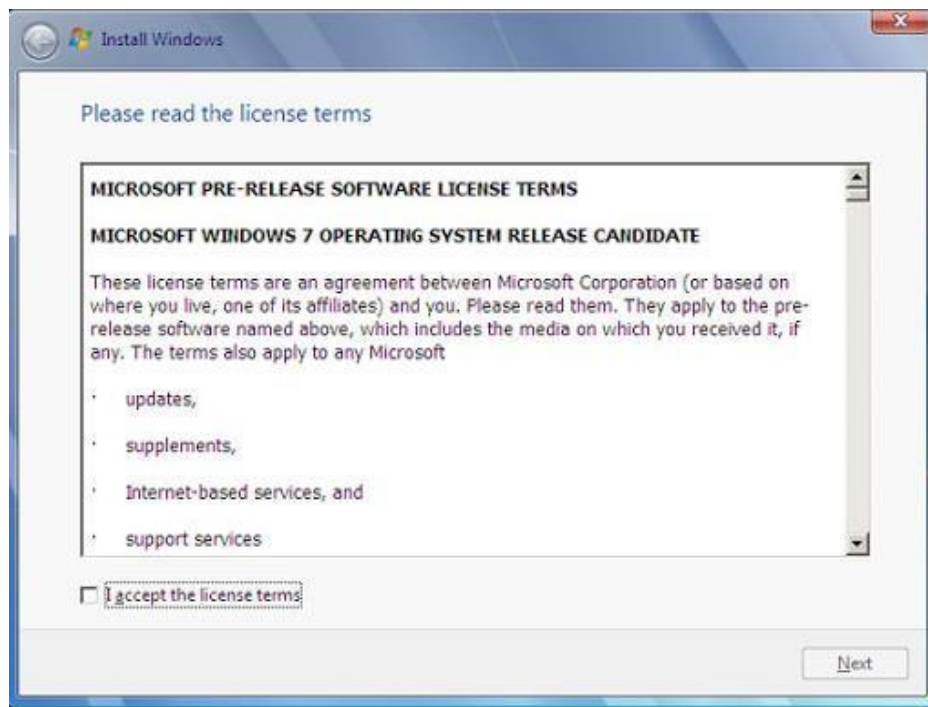 Install Windows
Please read the license terms
MICROSOFT PRE-RELEASE SOFTWARE LICENSE TERMS
MICROSOFT WINDOWS 7 OPERATING SYSTEM RELEASE CANDIDATE
These license terms are an agreement between Microsoft Corporation (or based on
where you live, one of its affiliates) and you. Please read them. They apply to the pre-
release software named above, which includes the media on which you received it, if
any. The terms also apply to any Microsoft
· updates,
· supplements,
· Internet-based services, and
· support services
I accept the license terms
Next